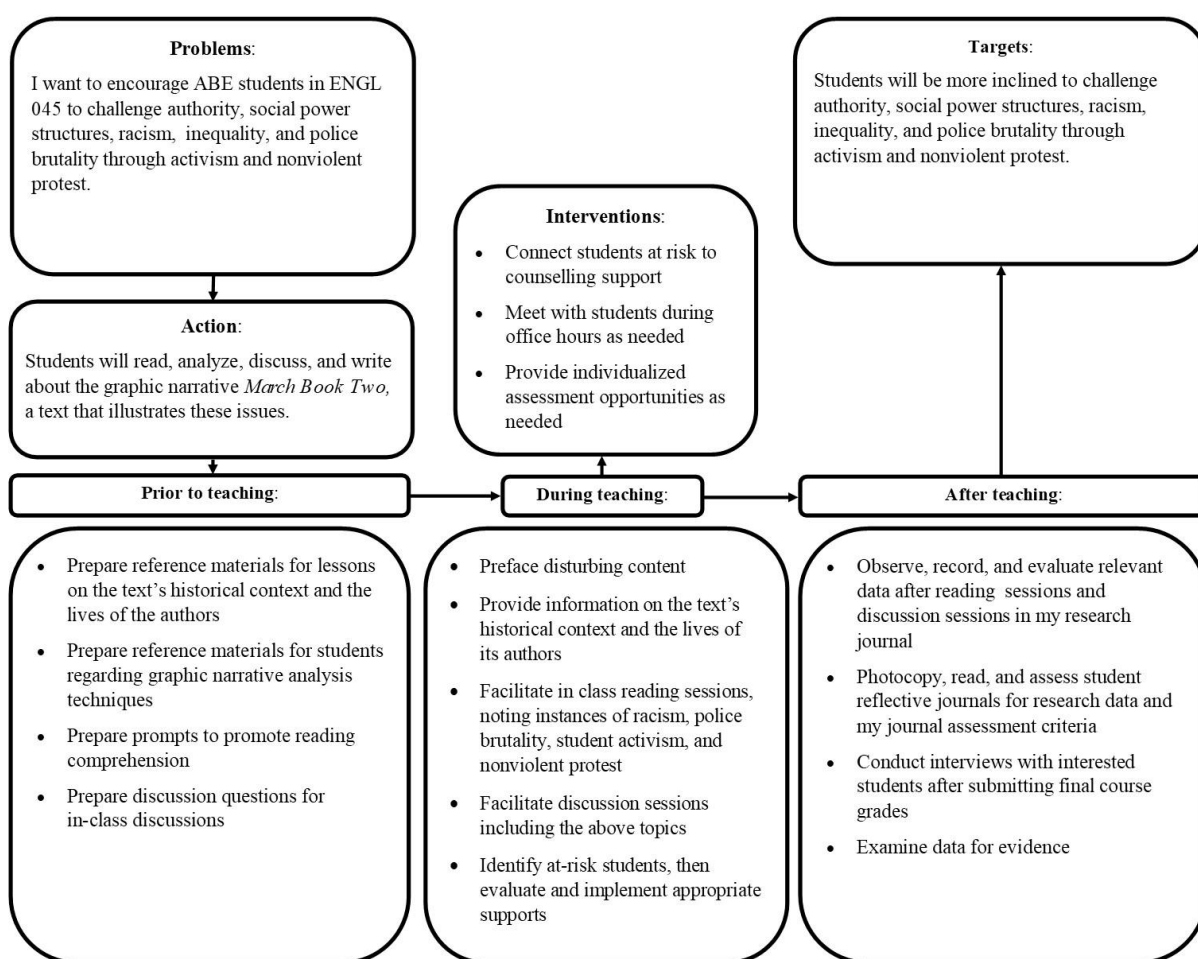 Problems:
I want to encourage ABE students in ENGL
045 to challenge authority, social power
structures, racism, inequality, and police
brutality through activism and nonviolent
protest.
Action:
Students will read, analyze, discuss, and write
about the graphic narrative March Book Two,
a text that illustrates these issues.
Prior to teaching:
• Prepare reference materials for lessons
on the text's historical context and the
lives of the authors
• Prepare reference materials for students
regarding graphic narrative analysis
techniques
• Prepare prompts to promote reading
comprehension
• Prepare discussion questions for
in-class discussions
Interventions:
• Connect students at risk to
counselling support
• Meet with students during
office hours as needed
• Provide individualized
assessment opportunities as
needed
During teaching:
• Preface disturbing content
• Provide information on the text's
historical context and the lives of
its authors
• Facilitate in class reading sessions,
noting instances of racism, police
brutality, student activism, and
nonviolent protest
• Facilitate discussion sessions
including the above topics
• Identify at-risk students, then
evaluate and implement appropriate
supports
Targets:
Students will be more inclined to challenge
authority, social power structures, racism,
inequality, and police brutality through
activism and nonviolent protest.
After teaching:
• Observe, record, and evaluate relevant
data after reading sessions and
discussion sessions in my research
journal
• Photocopy, read, and assess student
reflective journals for research data and
my journal assessment criteria
• Conduct interviews with interested
students after submitting final course
grades
• Examine data for evidence